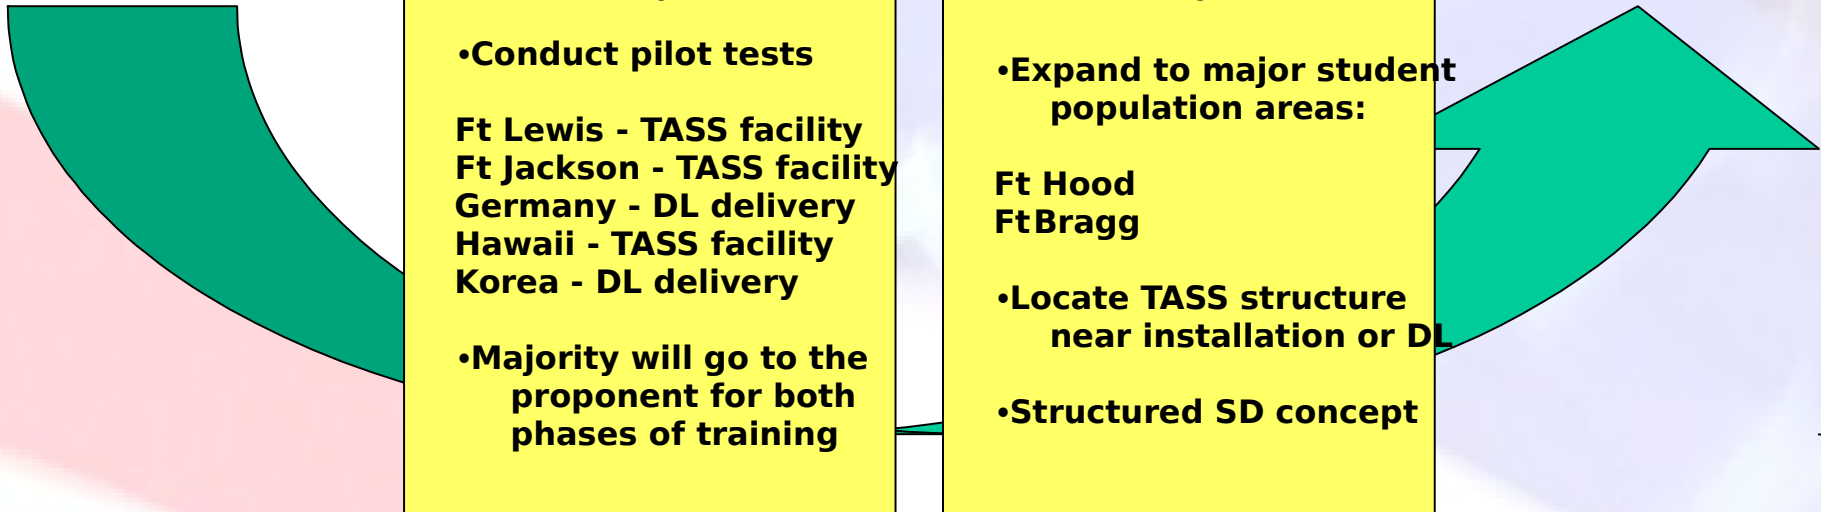 •Conduct pilot tests
Ft Lewis - TASS facility
Ft Jackson - TASS facility
Germany - DL delivery
Hawaii - TASS facility
Korea - DL delivery
•Majority will go to the
proponent for both
phases of training
•Expand to major student
population areas:
Ft Hood
Ft Bragg
•Locate TASS structure
near installation or DL
•Structured SD concept